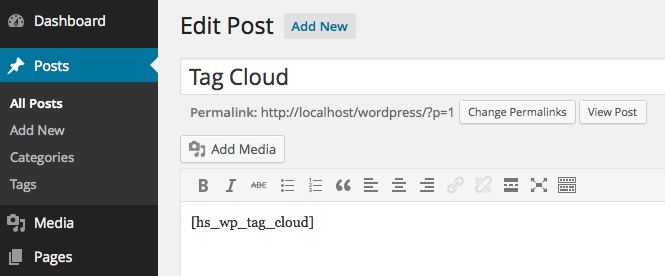 Dashboard
Posts
All Posts
Add New
Categories
Tags
Media
Pages
Edit Post Add New
Tag Cloud
Permalink: http://localhost/wordpress/?p=1 Change Permalinks View Post
Add Media
B I ABC
[hs_wp_tag_cloud]